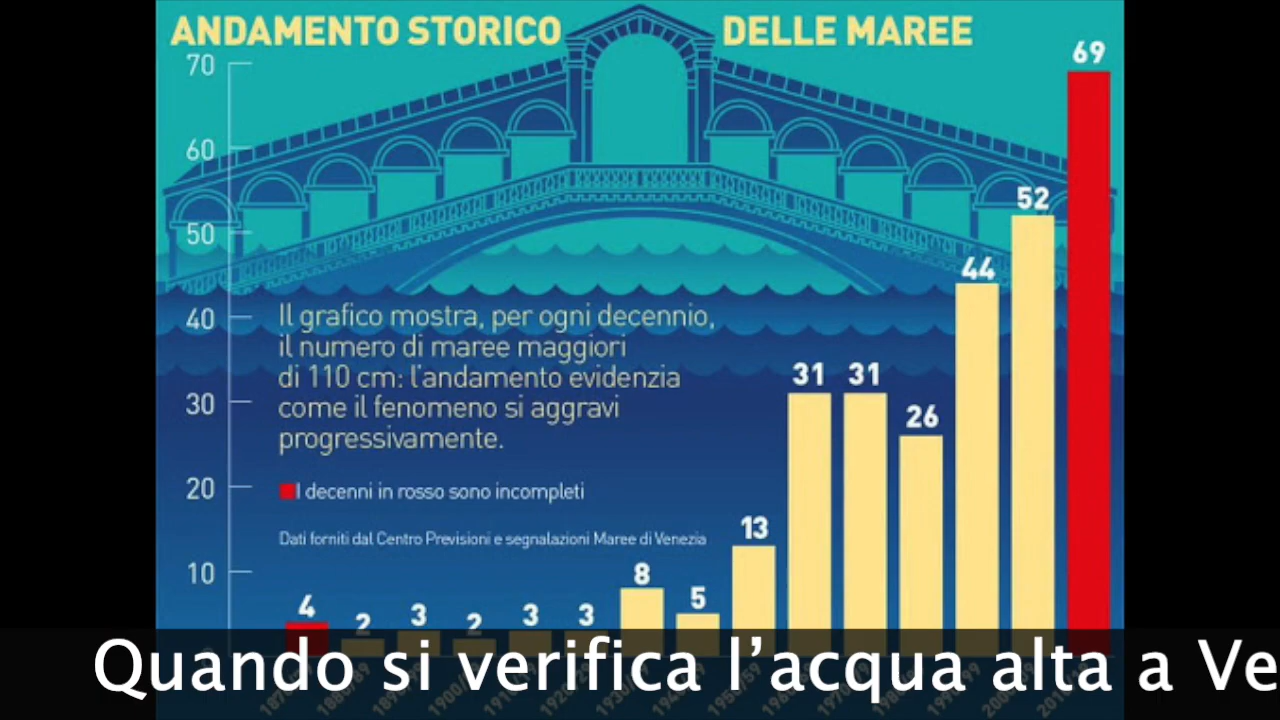 ANDAMENTO STORICO DELLE MAREE
69
70
60
52
50
44
Il grafico mostra, per ogni decennio,
40
il numero di maree maggiori
di 110 cm: l'andamento evidenzia
31 31
come il fenomeno si aggravi
30
26
progressivamente.
20
I decenni in rosso sono incompleti
13
Dati forniti dal Centro Previsioni e segnalazioni Maree di Venezia
10
8
5
4 2 3 2 3 3
Quando si verifica l’acqua alta a Ve